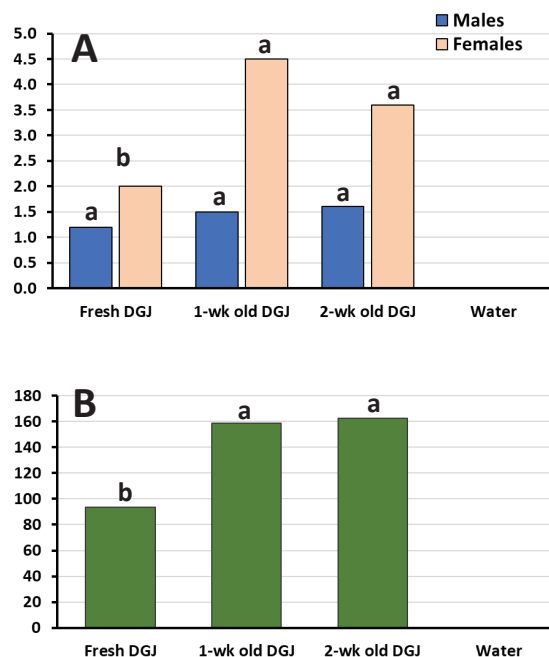 A
Males
Females
5.0
4.5
4.0
3.5
3.0
2.5
2.0
1.5
1.0
0.5
0.0
a
b
a
a
a
a
Fresh DGJ 1-wk old DGJ 2-wk old DGJ Water
B
180
160
140
120
100
80
60
40
20
0
b
a
a
Fresh DGJ 1-wk old DGJ 2-wk old DGJ Water